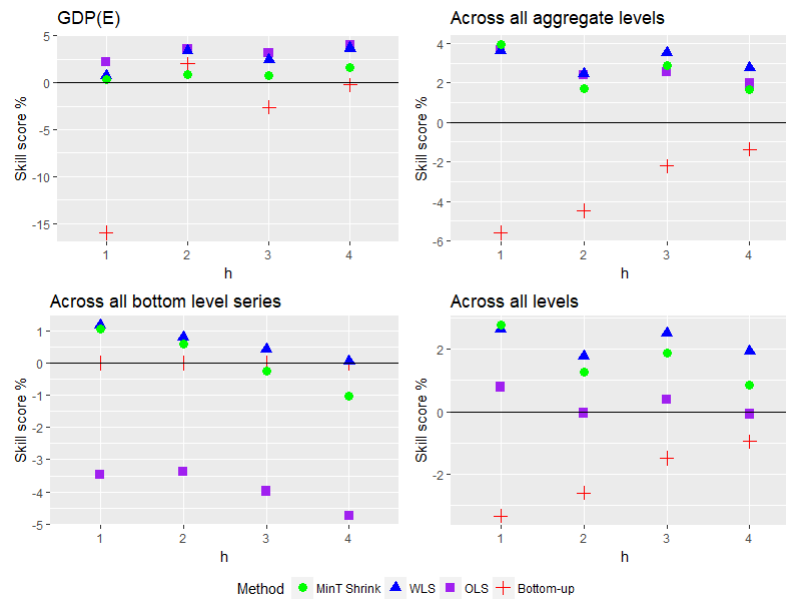 GDP(E)
5
0
-5
-10
-15
Skill score %
1 2 3 4
h
Across all aggregate levels
4
2
0
-2
-4
-6
Skill score %
1 2 3 4
h
Across all bottom level series
1
0
-1
-2
-3
-4
-5
Skill score %
1 2 3 4
h
Across all levels
2
0
-2
Skill score %
1 2 3 4
h
Method MinT Shrink WLS OLS Bottom-up